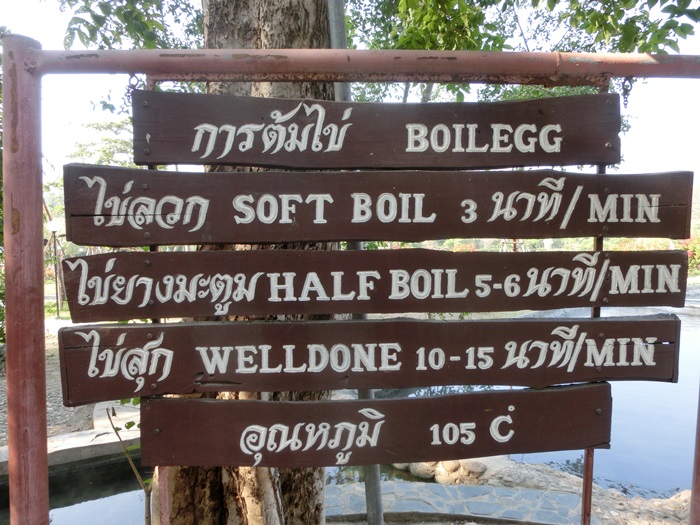 การต้มไข่ BOILEGG
ไข่ลวก SOFT BOIL 3 นาที/MIN
ไข่ยางมะตูม HALF BOIL 5-6 นาที/MIN
ไข่สุก WELLDONE 10-15 นาที/MIN
อุณหภูมิ 105 C̊